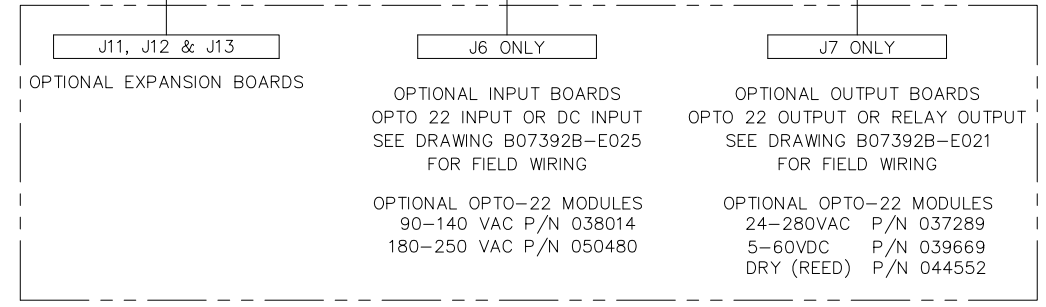 J11, J12 & J13
OPTIONAL EXPANSION BOARDS
J6 ONLY
OPTIONAL INPUT BOARDS
OPTO 22 INPUT OR DC INPUT
SEE DRAWING B07392B-E025
FOR FIELD WIRING
OPTIONAL OPTO-22 MODULES
90-140 VAC P/N 038014
180-250 VAC P/N 050480
J7 ONLY
OPTIONAL OUTPUT BOARDS
OPTO 22 OUTPUT OR RELAY OUTPUT
SEE DRAWING B07392B-E021
FOR FIELD WIRING
OPTIONAL OPTO-22 MODULES
24-280VAC P/N 037289
5-60VDC P/N 039669
DRY (REED) P/N 044552